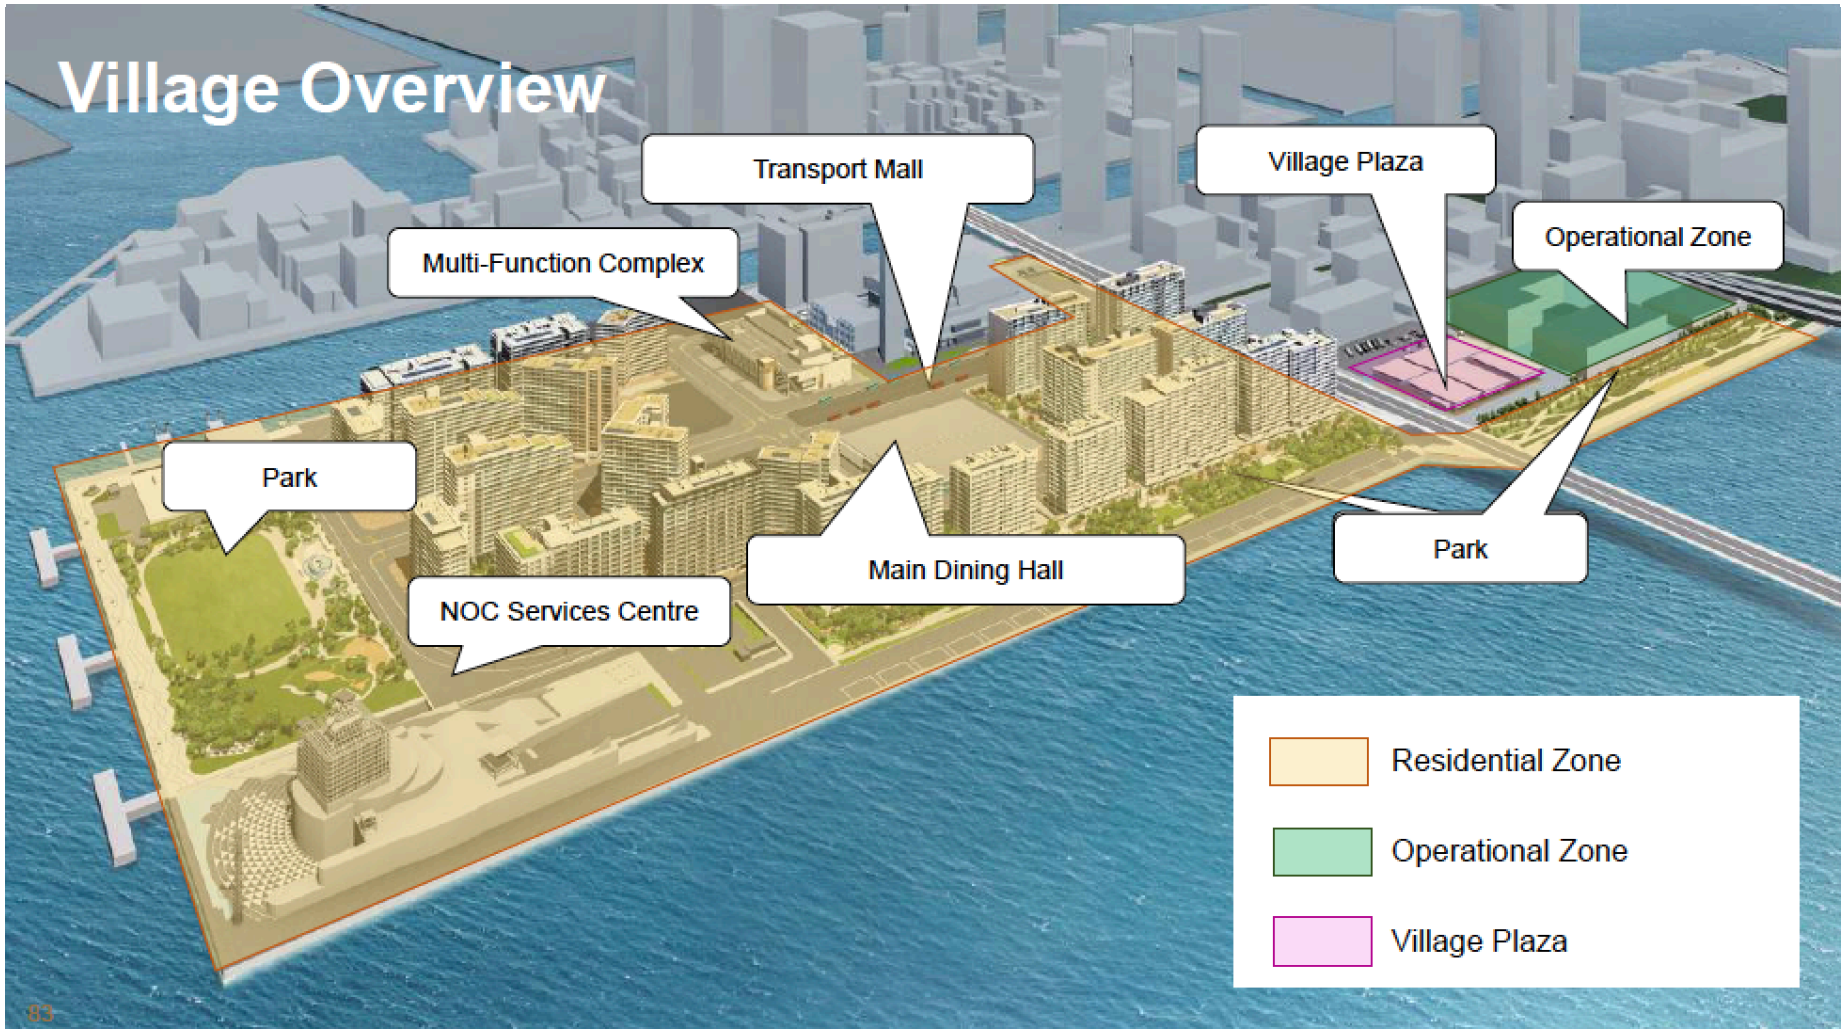 Village Overview
Transport Mall
Village Plaza
Operational Zone
Multi-Function Complex
Park
NOC Services Centre
Main Dining Hall
Park
Residential Zone
Operational Zone
Village Plaza
83